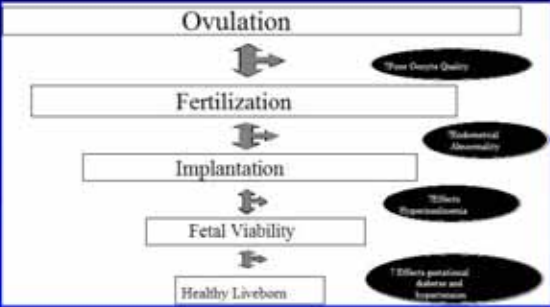 Ovulation
?Poor Oocyte Quality
Fertilization
?Endometrial
Abnormality
Implantation
?Effects
Hyperinsulinemia
Fetal Viability
? Effects gestational
diabetes and
hypertension
Healthy Liveborn